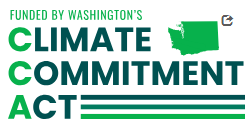 FUNDED BY WASHINGTON'S
CLIMATE
COMMITMENT
ACT